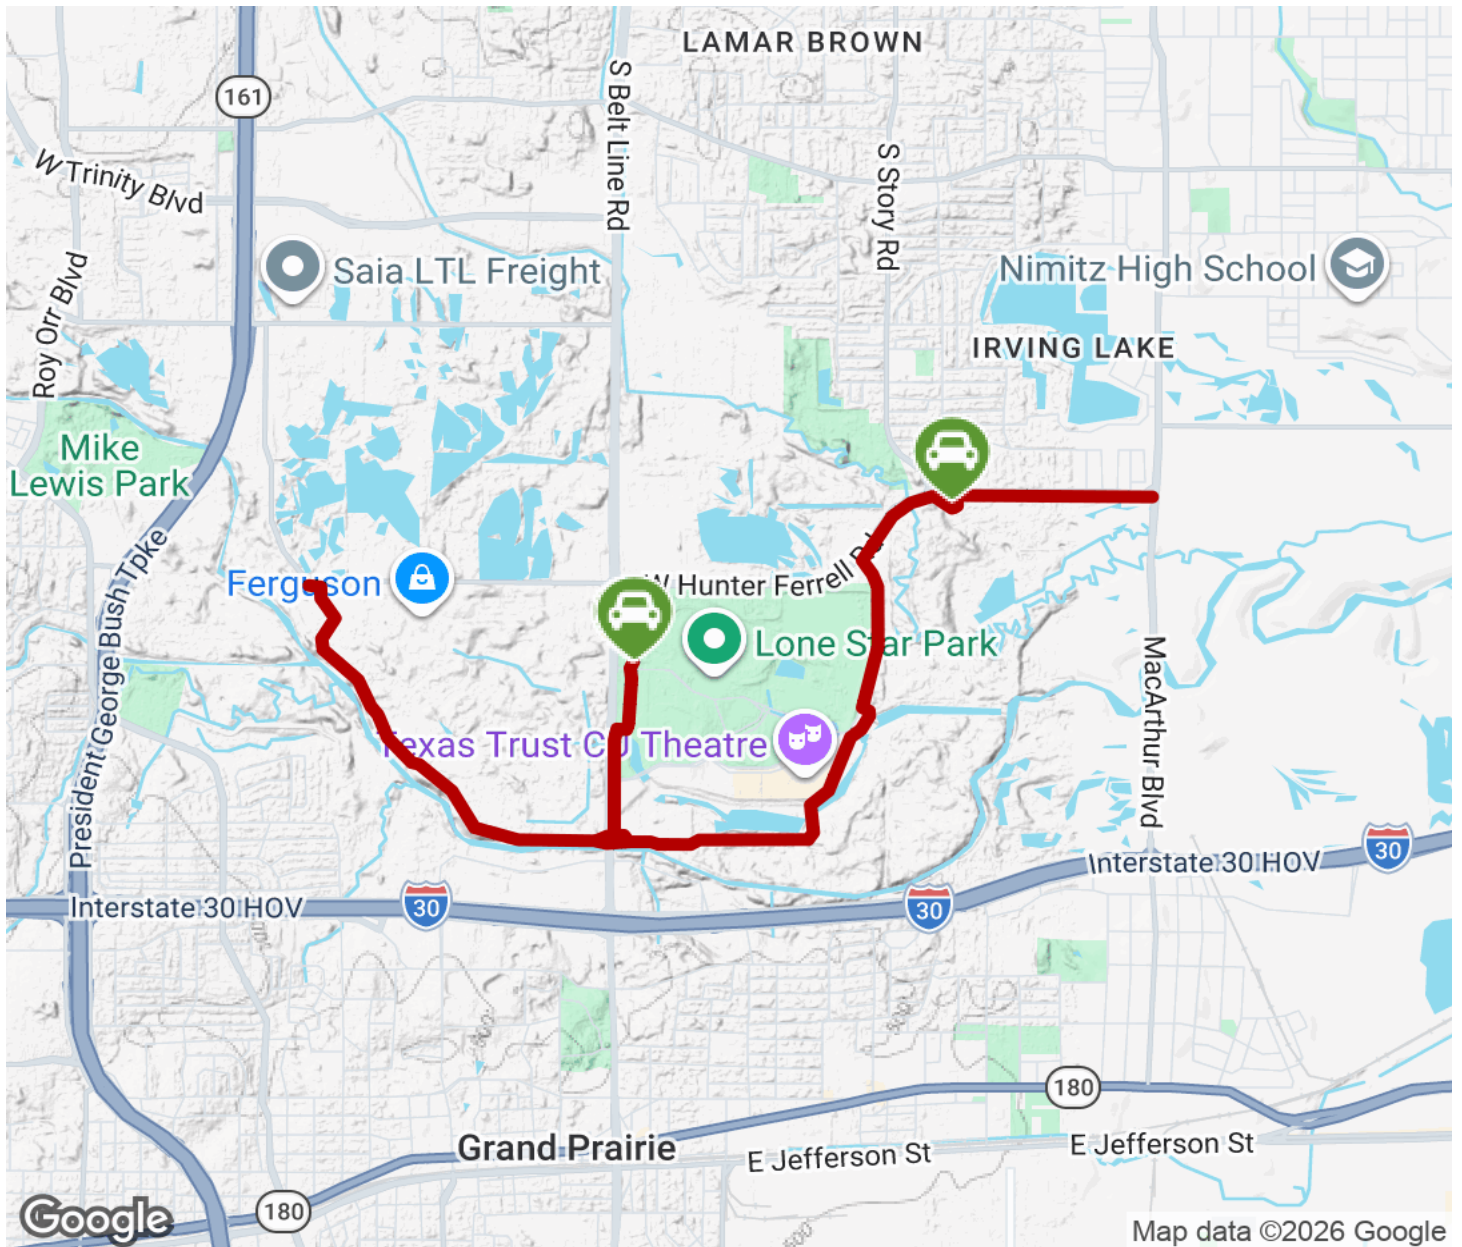 LAMAR BROWN
161
S Belt Line Rd
W Trinity Blvd
S Story Rd
Roy Orr Blvd
Saia LTL Freight
Nimitz High School
IRVING LAKE
Mike
Lewis Park
President George Bush Tpke
Ferguson
W Hunter Ferrell Rd
Lone Star Park
Texas Trust CU Theatre
MacArthur Blvd
Interstate 30 HOV
30
Interstate 30 HOV
30
30
500
500
180
Grand Prairie
E Jefferson St
E Jefferson St
180
500
Google
Map data ©2026 Google